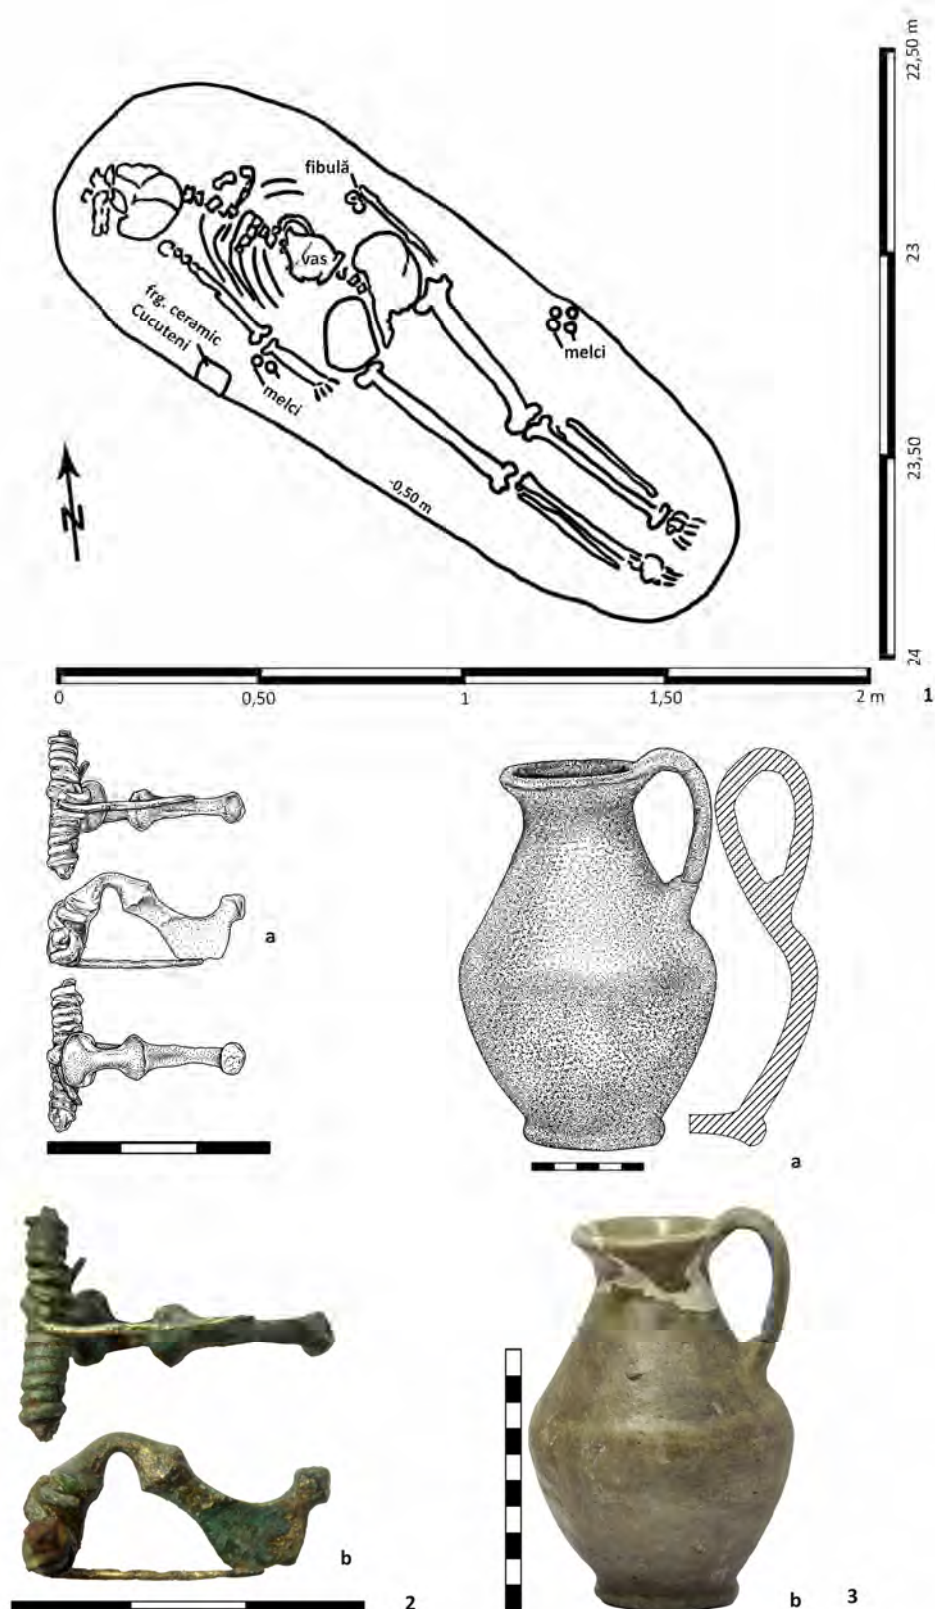 22,50 m
fibulă
vas
23
frg. ceramic
Cucuteni
melci
melci
23,50
-0,50 m
N
24
0
0,50
1
1,50
2 m
1
a
a
b
2
b
3